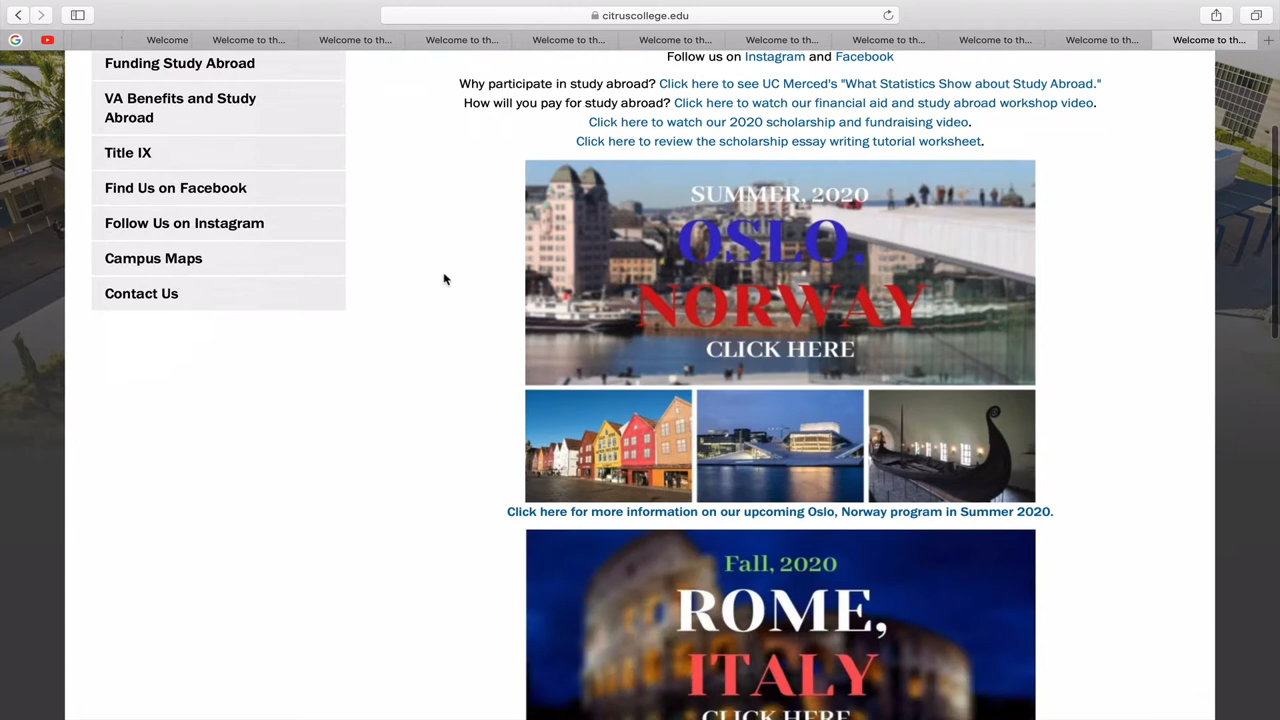 citruscollege.edu
Welcome
Welcome to th...
Welcome to th...
Welcome to th...
Welcome to th...
Welcome to th...
Welcome to th...
Welcome to th...
Welcome to th...
Welcome to th...
Welcome to th...
Funding Study Abroad
VA Benefits and Study
Abroad
Title IX
Find Us on Facebook
Follow Us on Instagram
Campus Maps
Contact Us
Follow us on Instagram and Facebook
Why participate in study abroad? Click here to see UC Merced's "What Statistics Show about Study Abroad."
How will you pay for study abroad? Click here to watch our financial aid and study abroad workshop video.
Click here to watch our 2020 scholarship and fundraising video.
Click here to review the scholarship essay writing tutorial worksheet.
SUMMER, 2020
OSLO,
NORWAY
CLICK HERE
Click here for more information on our upcoming Oslo, Norway program in Summer 2020.
Fall, 2020
ROME,
ITALY
CLICK HERE